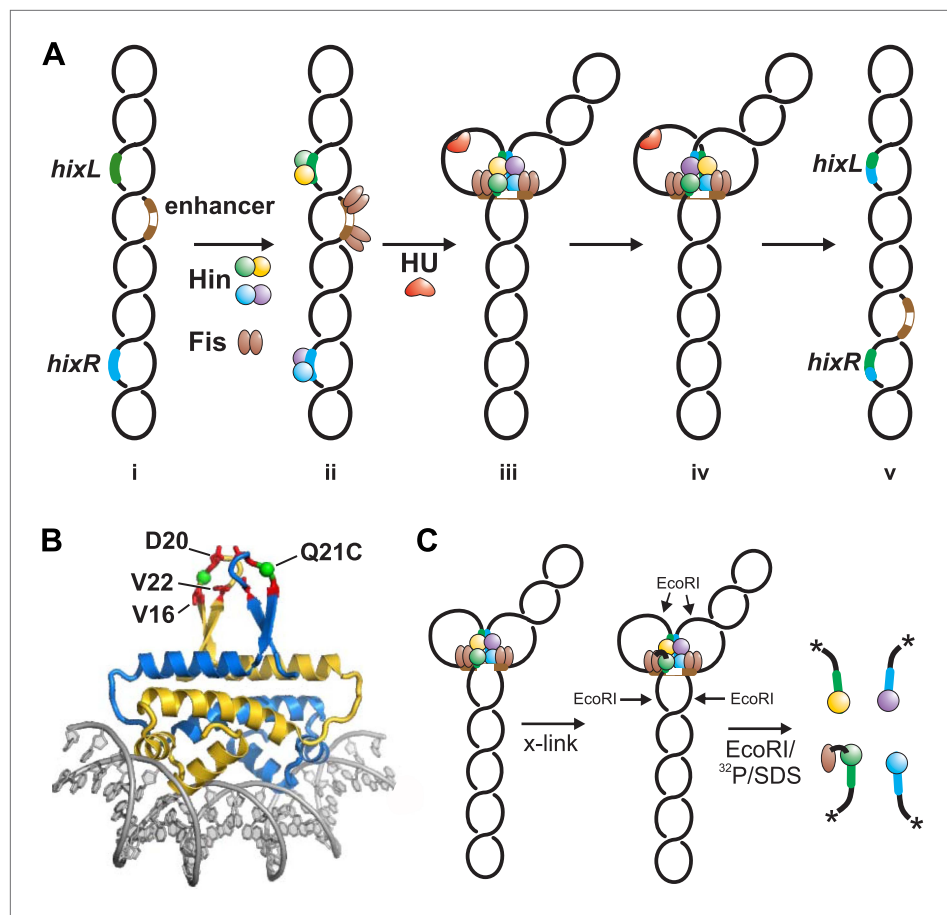 A
hixL
enhancer
Hin
Fis
hixR
HU
hixL
hixR
i
ii
iii
iv
v
B
D20
Q21C
V22
V16
C
EcoRI
EcoRI
EcoRI
x-link
EcoRI/
³²P/SDS
*
*
*
*